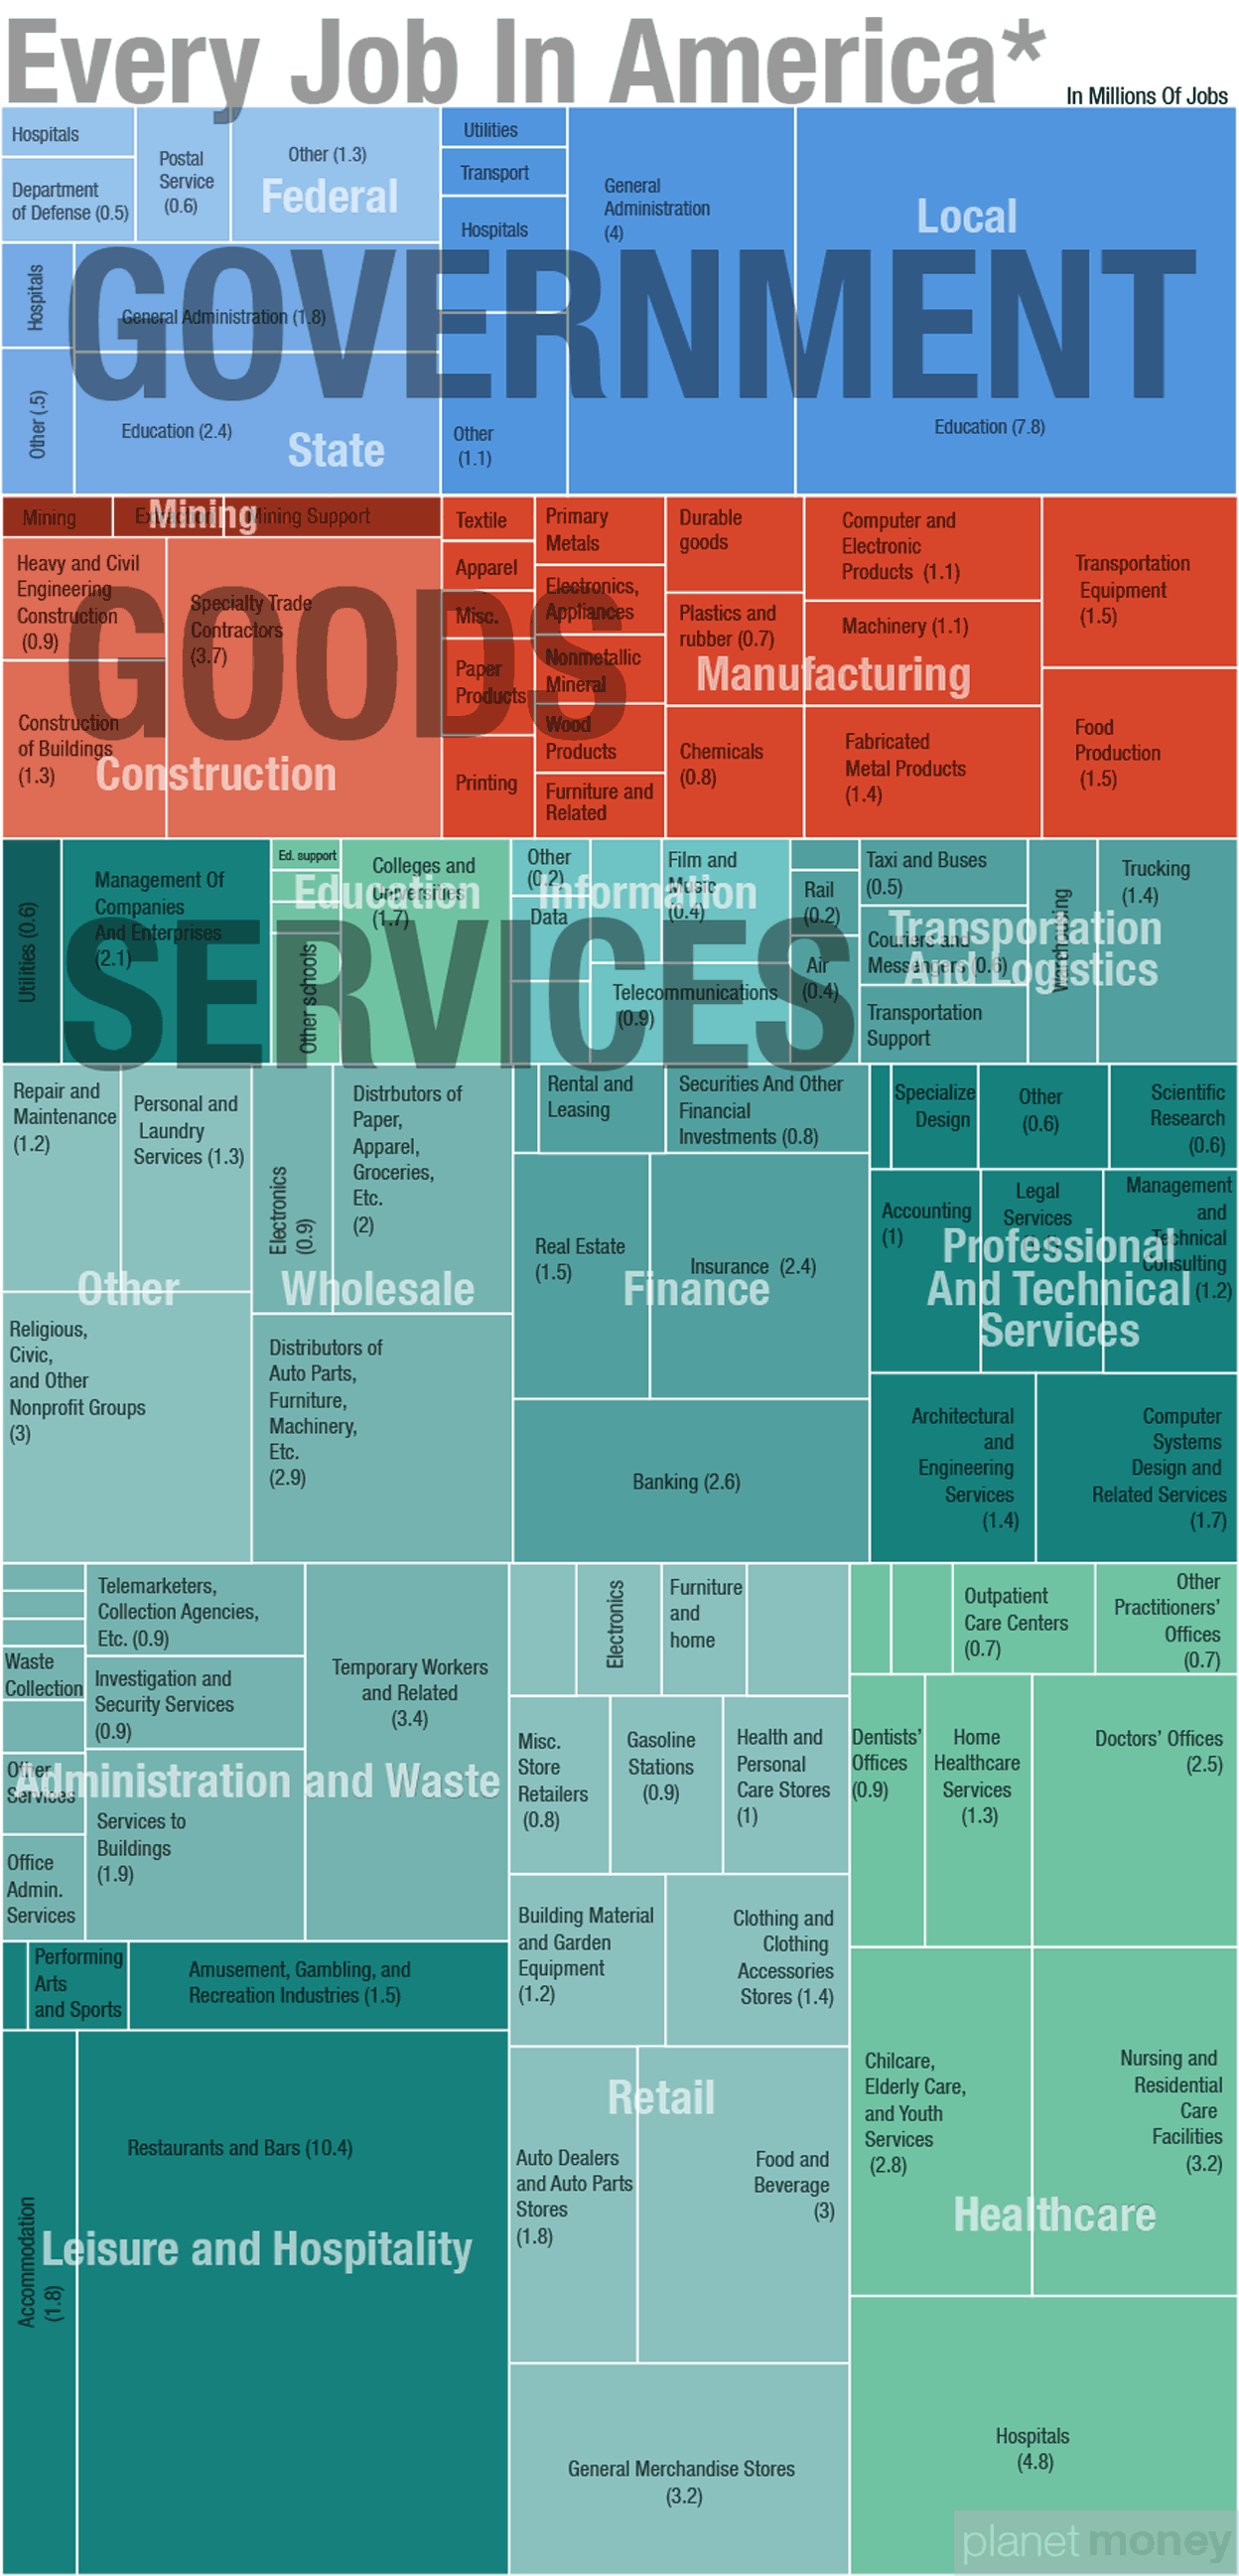 Every Job In America*
In Millions Of Jobs
Hospitals
Department
of Defense (0.5)
Postal
Service
(0.6)
Other (1.3)
Federal
Utilities
Transport
Hospitals
Other
(1.1)
General
Administration
(4)
Local
Education (7.8)
GOVERNMENT
Hospitals
General Administration (1.8)
Other (.5)
Education (2.4)
State
Mining
Extraction
Mining Support
Mining
Heavy and Civil
Engineering
Construction
(0.9)
Specialty Trade
Contractors
(3.7)
Construction
of Buildings
(1.3)
Construction
GOODS
Textile
Apparel
Misc.
Paper
Products
Printing
Primary
Metals
Electronics,
Appliances
Nonmetallic
Mineral
Wood
Products
Furniture and
Related
Durable
goods
Plastics and
rubber (0.7)
Chemicals
(0.8)
Computer and
Electronic
Products (1.1)
Machinery (1.1)
Fabricated
Metal Products
(1.4)
Manufacturing
Transportation
Equipment
(1.5)
Food
Production
(1.5)
Utilities (0.6)
Management Of
Companies
And Enterprises
(2.1)
Ed. support
Other schools
Colleges and
Universities
(1.7)
Education
Other
(0.2)
Data
Film and
Music
(0.4)
Telecommunications
(0.9)
Information
Rail
(0.2)
Air
(0.4)
Taxi and Buses
(0.5)
Couriers and
Messengers (0.6)
Transportation
Support
Warehousing
Trucking
(1.4)
Transportation
And Logistics
SERVICES
Repair and
Maintenance
(1.2)
Personal and
Laundry
Services (1.3)
Religious,
Civic,
and Other
Nonprofit Groups
(3)
Other
Electronics
(0.9)
Distrbutors of
Paper,
Apparel,
Groceries,
Etc.
(2)
Wholesale
Distributors of
Auto Parts,
Furniture,
Machinery,
Etc.
(2.9)
Rental and
Leasing
Securities And Other
Financial
Investments (0.8)
Real Estate
(1.5)
Insurance (2.4)
Finance
Banking (2.6)
Specialize
Design
Other
(0.6)
Scientific
Research
(0.6)
Accounting
(1)
Legal
Services
Management
and
Technical
Consulting
(1.2)
Professional
And Technical
Services
Architectural
and
Engineering
Services
(1.4)
Computer
Systems
Design and
Related Services
(1.7)
Telemarketers,
Collection Agencies,
Etc. (0.9)
Waste
Collection
Investigation and
Security Services
(0.9)
Temporary Workers
and Related
(3.4)
Other
Services
Administration and Waste
Services to
Buildings
(1.9)
Office
Admin.
Services
Performing
Arts
and Sports
Amusement, Gambling, and
Recreation Industries (1.5)
Accommodation
(1.8)
Restaurants and Bars (10.4)
Leisure and Hospitality
Electronics
Furniture
and
home
Misc.
Store
Retailers
(0.8)
Gasoline
Stations
(0.9)
Health and
Personal
Care Stores
(1)
Building Material
and Garden
Equipment
(1.2)
Clothing and
Clothing
Accessories
Stores (1.4)
Retail
Auto Dealers
and Auto Parts
Stores
(1.8)
Food and
Beverage
(3)
General Merchandise Stores
(3.2)
Outpatient
Care Centers
(0.7)
Other
Practitioners'
Offices
(0.7)
Dentists'
Offices
(0.9)
Home
Healthcare
Services
(1.3)
Doctors' Offices
(2.5)
Chilcare,
Elderly Care,
and Youth
Services
(2.8)
Nursing and
Residential
Care
Facilities
(3.2)
Healthcare
Hospitals
(4.8)
planet money